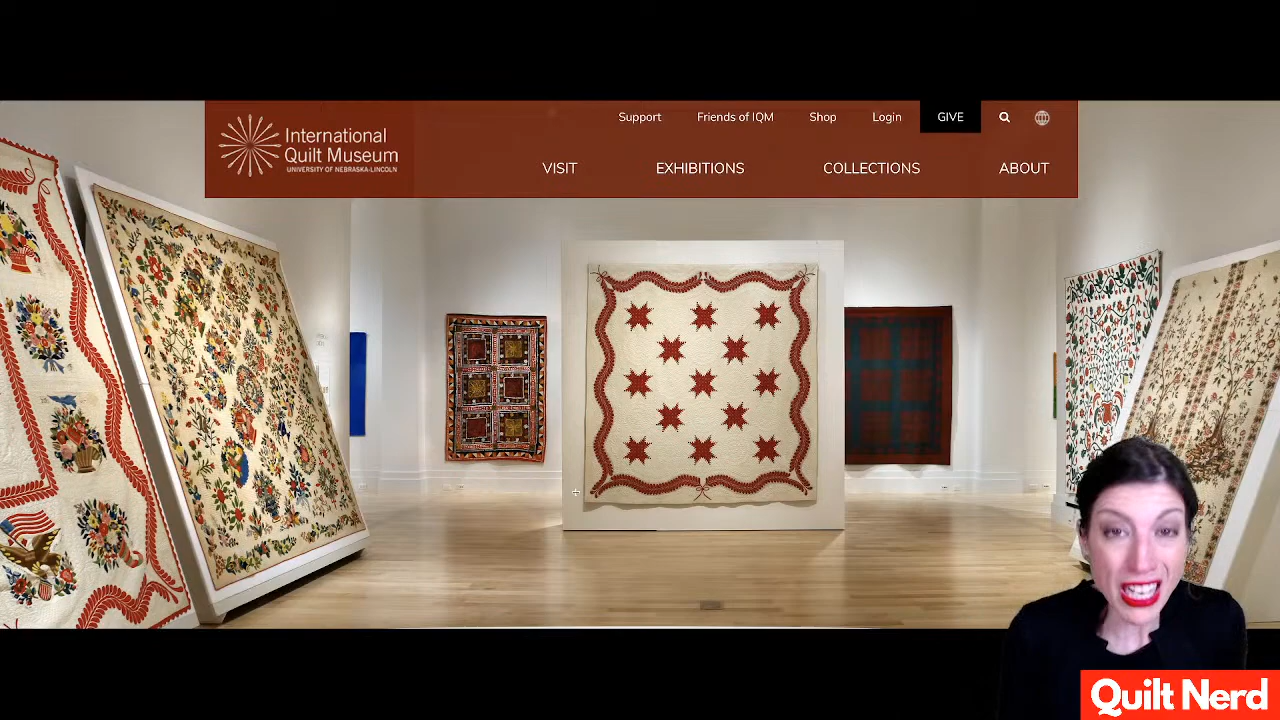 Support Friends of IQM Shop Login GIVE
International
Quilt Museum
UNIVERSITY OF NEBRASKA-LINCOLN
VISIT EXHIBITIONS COLLECTIONS ABOUT
Quilt Nerd